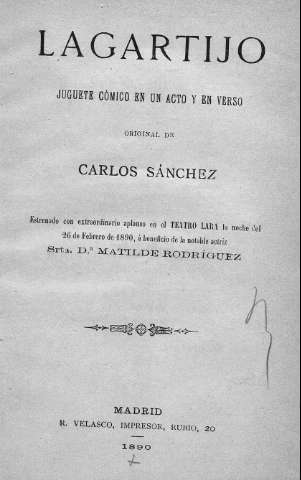 LAGARTIJO
JUGUETE CÓMICO EN UN ACTO Y EN VERSO
ORIGINAL DE
CARLOS SÁNCHEZ
Estrenado con extraordinario aplauso en el TEATRO LARA la noche del
26 de Febrero de 1890, á beneficio de la notable actriz
Srta. D.ª MATILDE RODRÍGUEZ
MADRID
R. VELASCO, IMPRESOR, RUBIO, 20
1890